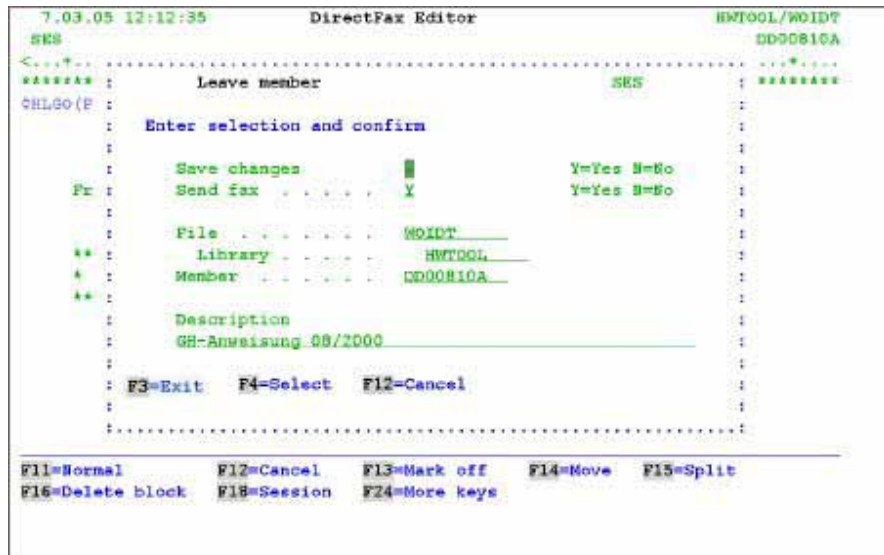 7.03.05 12:12:35 DirectFax Editor HWTOOL/WOIDT
SES DD00810A
<...+.. ...+....
******* : Leave member SES : ********
: Enter selection and confirm :
: Save changes Y=Yes N=No :
Fr : Send fax . . . . . Y Y=Yes N=No :
: File . . . . . . . WOIDT :
** : Library . . . . . HWTOOL :
* : Member . . . . . . DD00810A :
** :
: Description :
: GH-Anweisung 08/2000 :
: F3=Exit F4=Select F12=Cancel :
F11=Normal F12=Cancel F13=Mark off F14=Move F15=Split
F16=Delete block F18=Session F24=More keys